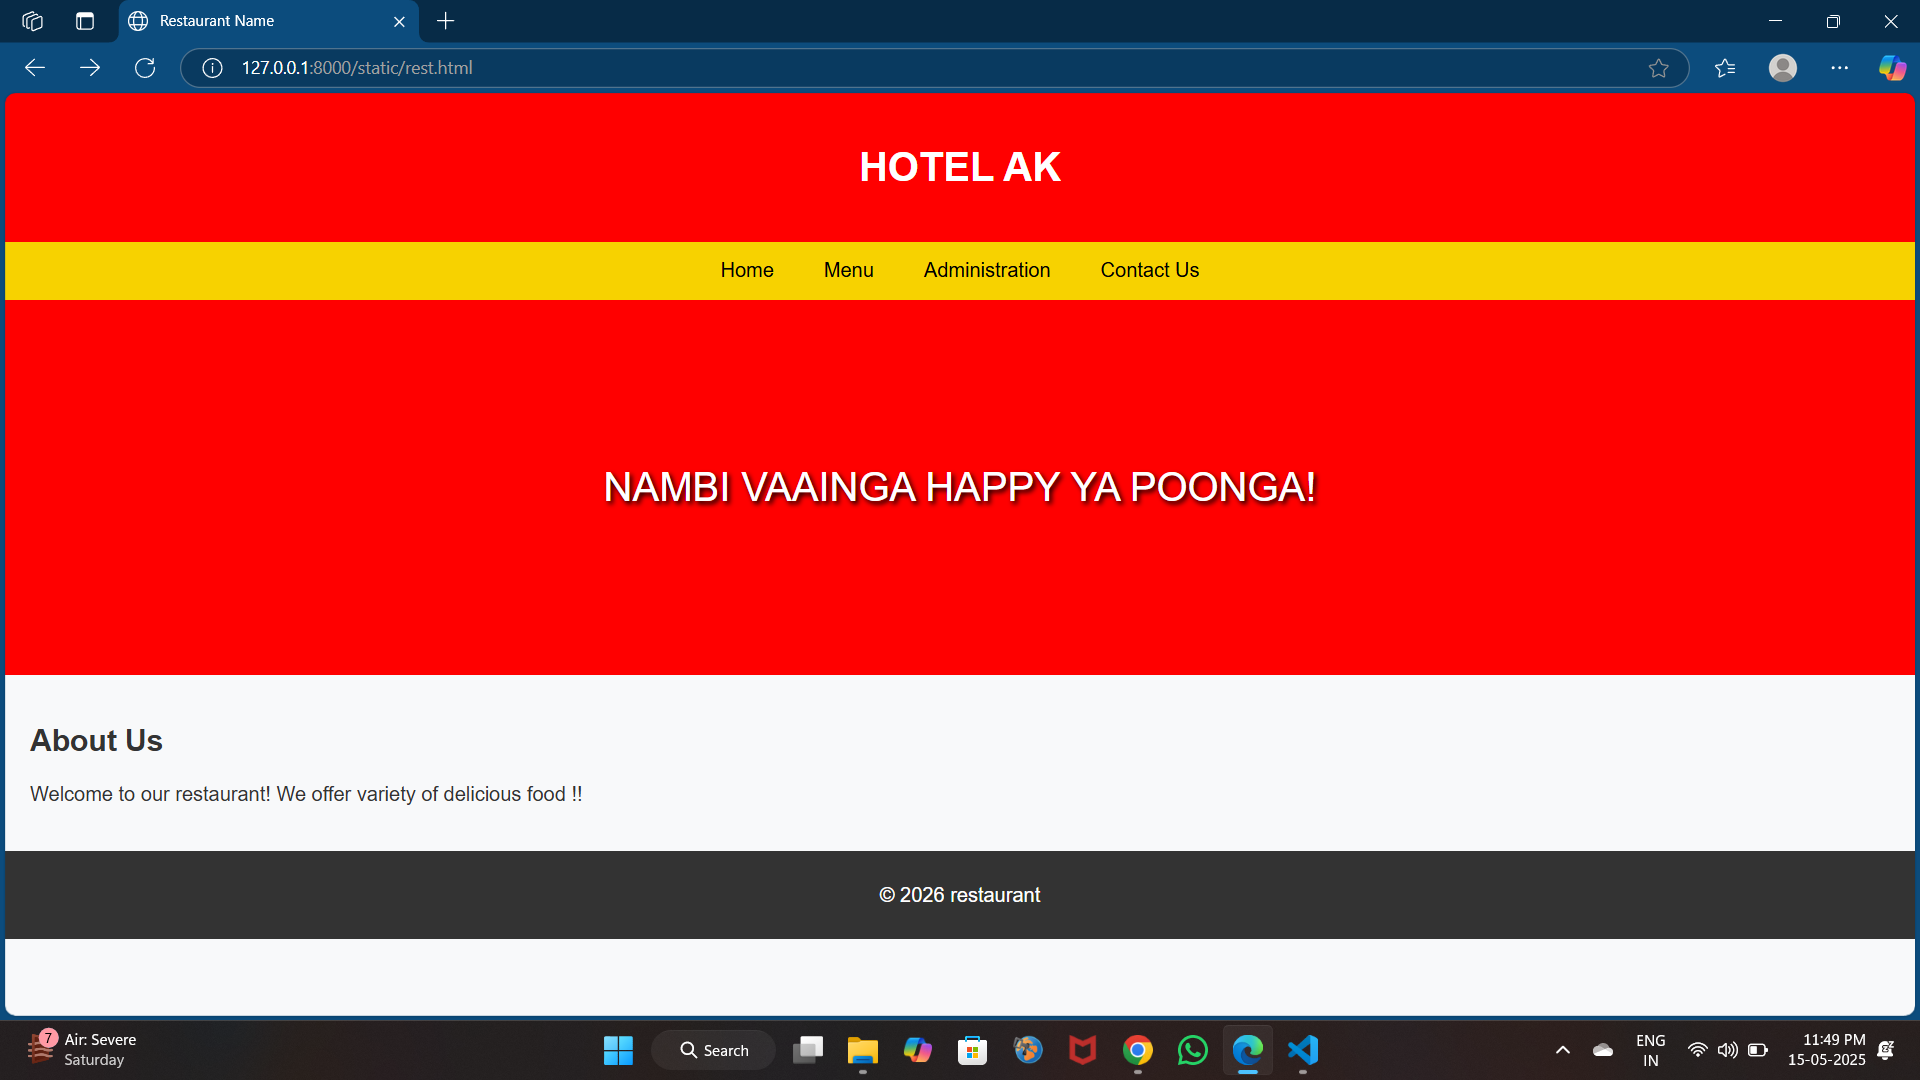 Restaurant Name
127.0.0.1:8000/static/rest.html
HOTEL AK
Home Menu Administration Contact Us
NAMBI VAAINGA HAPPY YA POONGA!
About Us
Welcome to our restaurant! We offer variety of delicious food !!
© 2026 restaurant
7
Air: Severe
Saturday
Search
ENG
IN
11:49 PM
15-05-2025